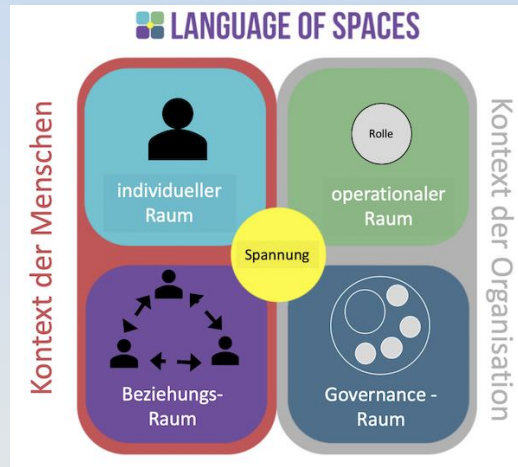 LANGUAGE OF SPACES
Kontext der Menschen
individueller
Raum
Rolle
operationaler
Raum
Spannung
Beziehungs-
Raum
Governance -
Raum
Kontext der Organisation